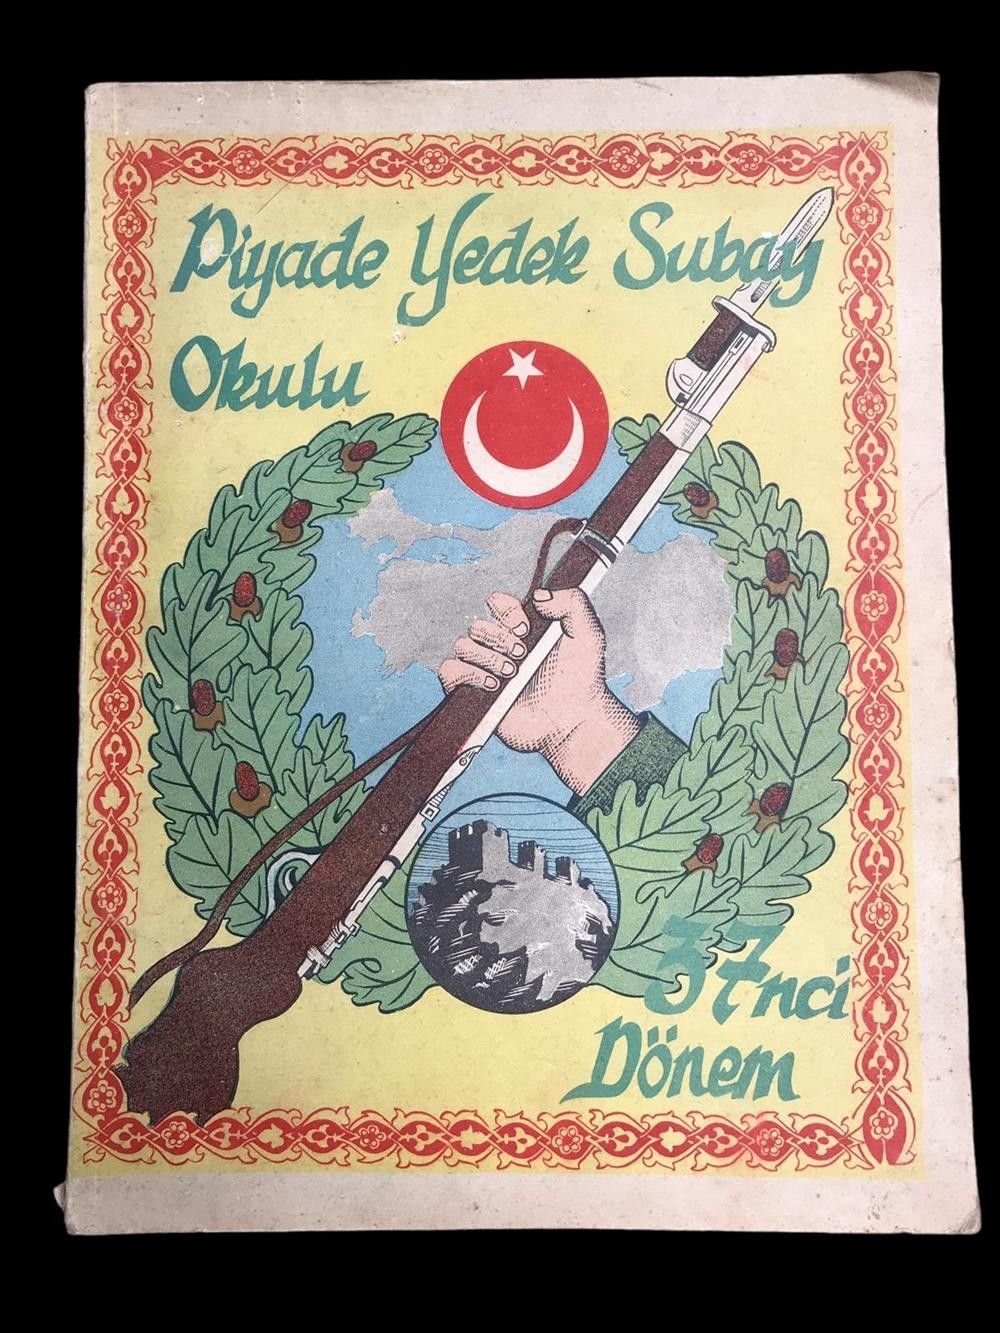 Piyade Yedek Subay
Okulu
37nci
Dönem